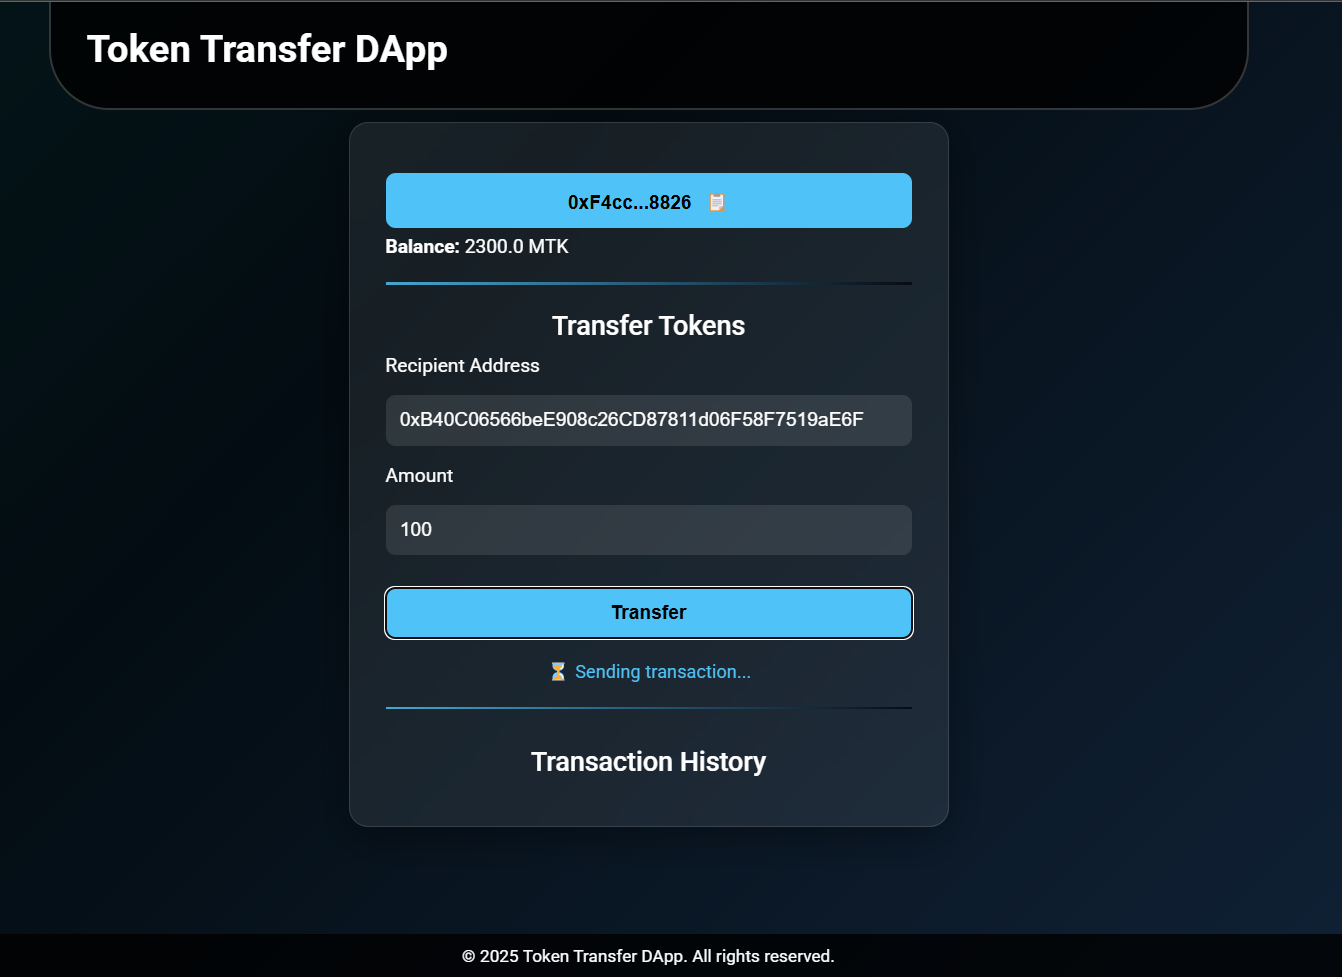 Token Transfer DApp
0xF4cc...8826 📋
Balance: 2300.0 MTK
Transfer Tokens
Recipient Address
0xB40C06566beE908c26CD87811d06F58F7519aE6F
Amount
100
Transfer
⏳ Sending transaction...
Transaction History
© 2025 Token Transfer DApp. All rights reserved.